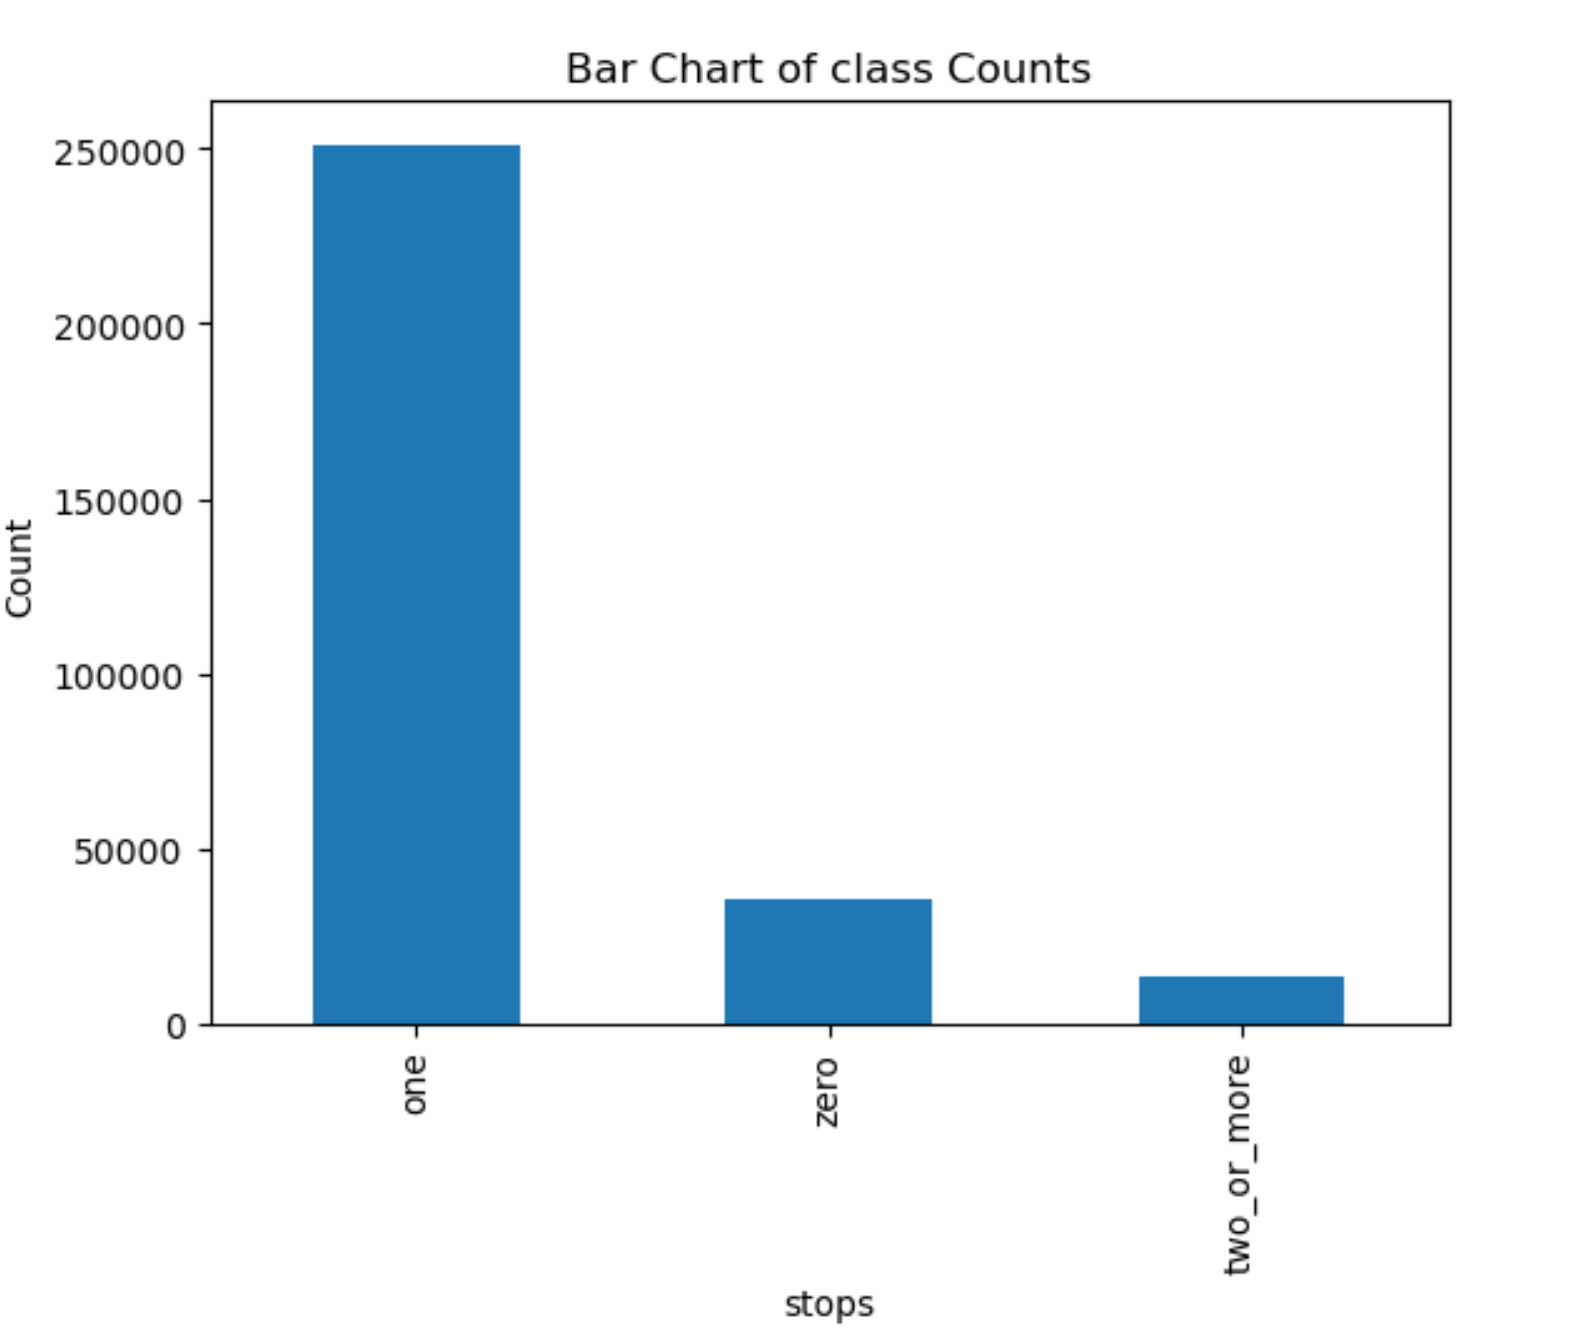 Bar Chart of class Counts
250000
200000
150000
100000
50000
0
Count
one
zero
two_or_more
stops